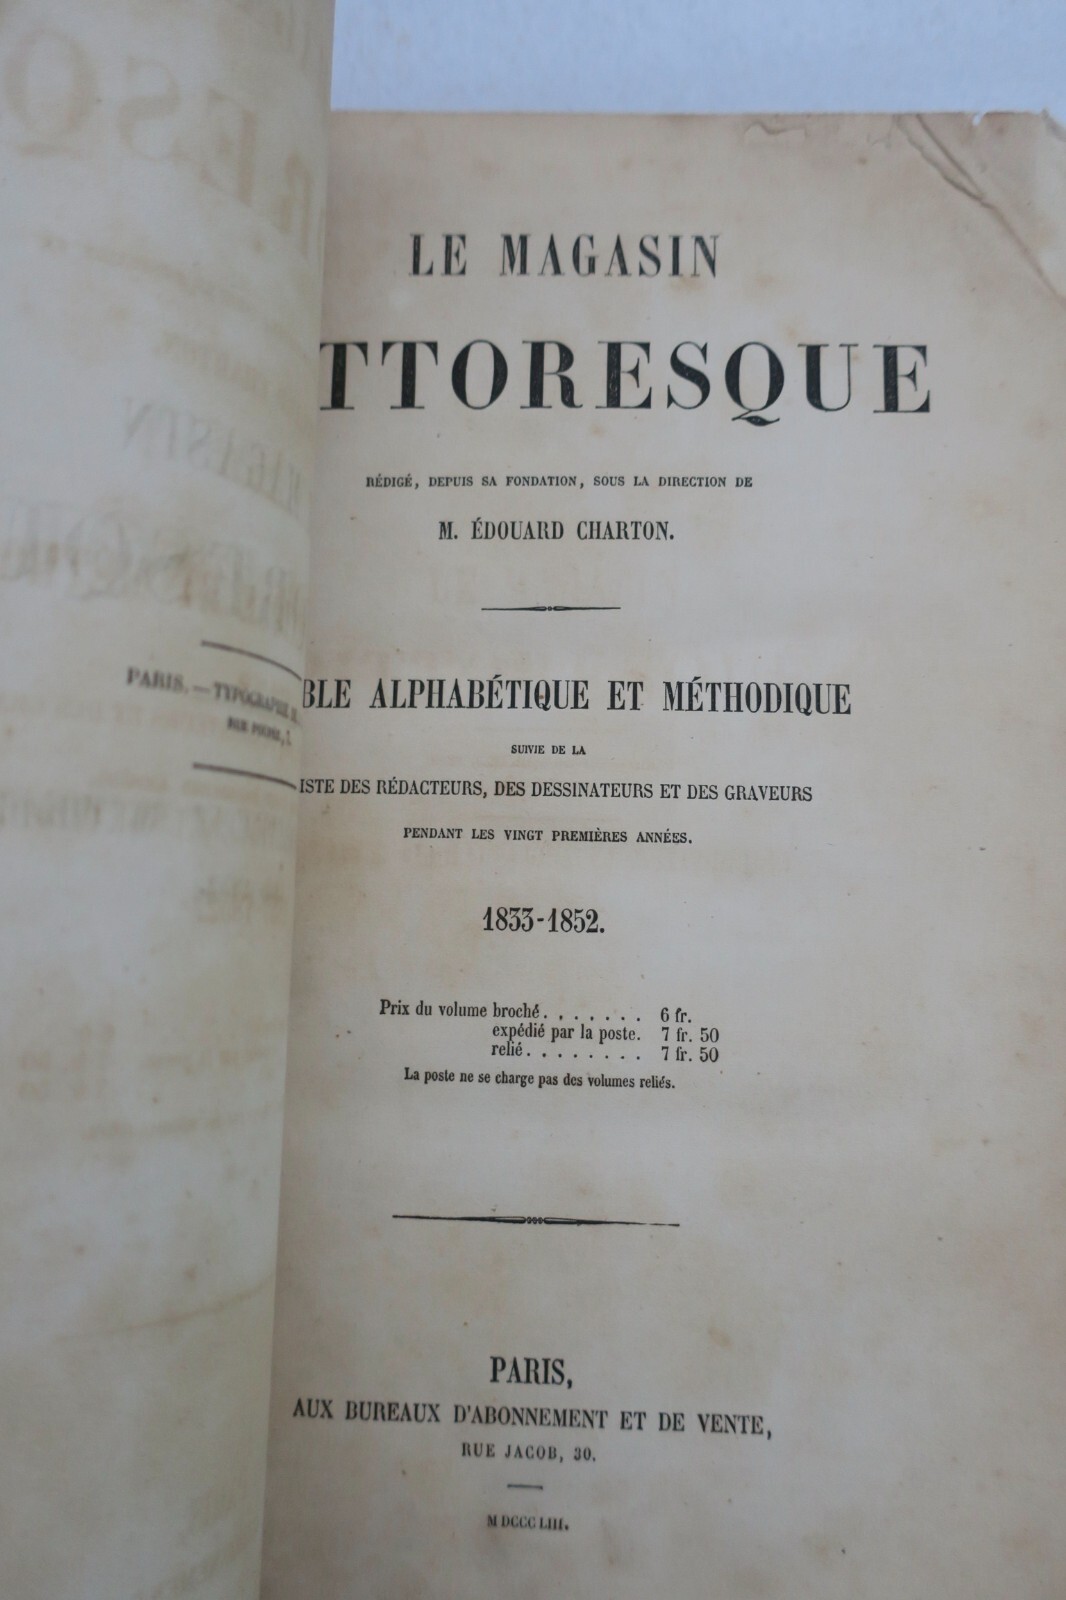 LE MAGASIN
TTORESQUE
RÉDIGÉ, DEPUIS SA FONDATION, SOUS LA DIRECTION DE
M. ÉDOUARD CHARTON.
BLE ALPHABÉTIQUE ET MÉTHODIQUE
SUIVIE DE LA
ISTE DES RÉDACTEURS, DES DESSINATEURS ET DES GRAVEURS
PENDANT LES VINGT PREMIÈRES ANNÉES.
1833-1852.
Prix du volume broché. . . . . . . 6 fr.
expédié par la poste. 7 fr. 50
relié. . . . . . . . 7 fr. 50
La poste ne se charge pas des volumes reliés.
PARIS,
AUX BUREAUX D'ABONNEMENT ET DE VENTE,
RUE JACOB, 30.
MDCCCLIII.
PARIS. — TYPOGRAPHIE